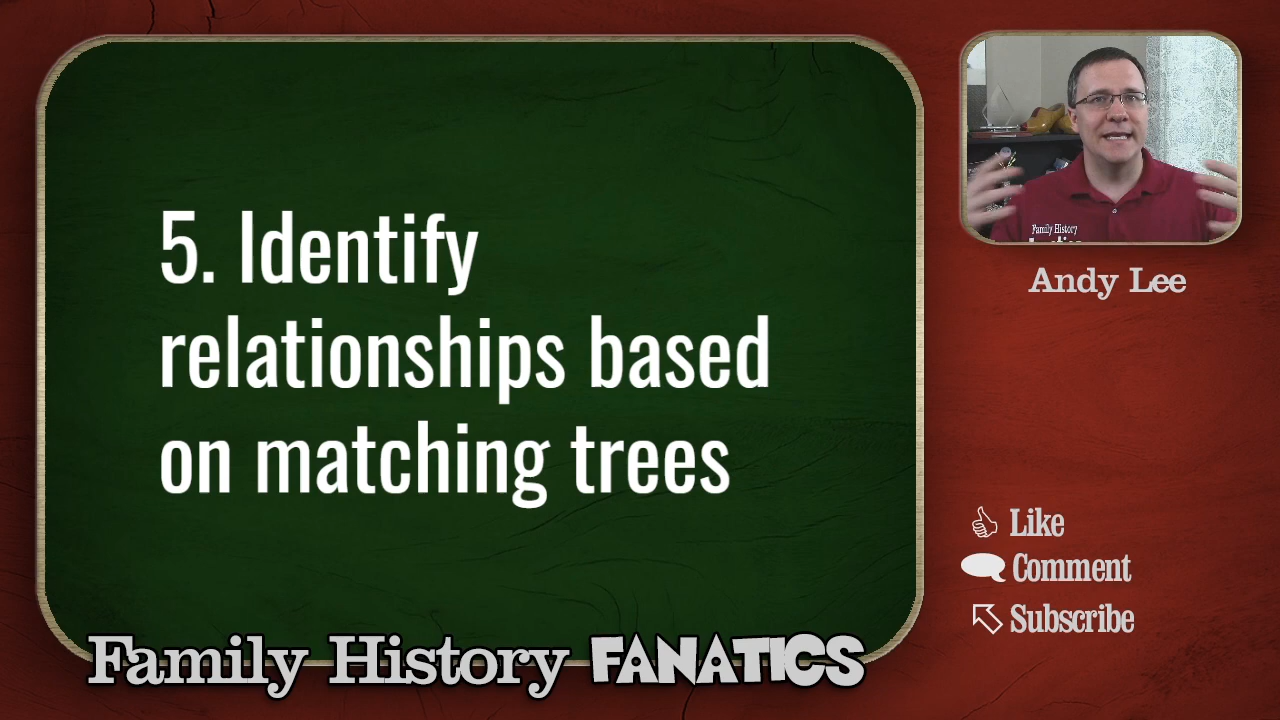 5. Identify
relationships based
on matching trees
Family History FANATICS
Family History
Andy Lee
Like
Comment
Subscribe